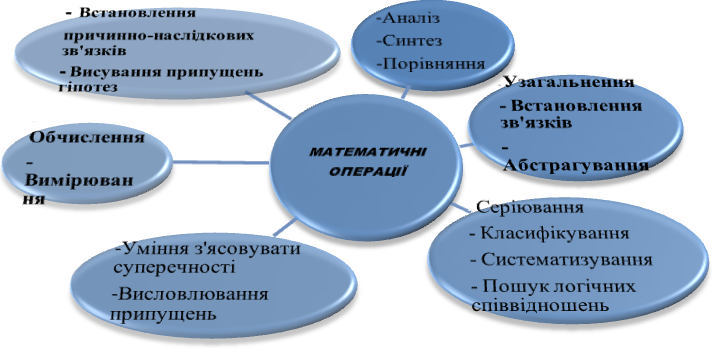 - Встановлення
причинно-наслідкових
зв'язків
- Висування припущень
гіпотез
-Аналіз
-Синтез
-Порівняння
Узагальнення
- Встановлення
зв'язків
-
Абстрагування
Обчислення
-
Вимірюван
ня
МАТЕМАТИЧНІ
ОПЕРАЦІЇ
Серіювання
- Класифікування
- Систематизування
- Пошук логічних
співвідношень
-Уміння з'ясовувати
суперечності
-Висловлювання
припущень